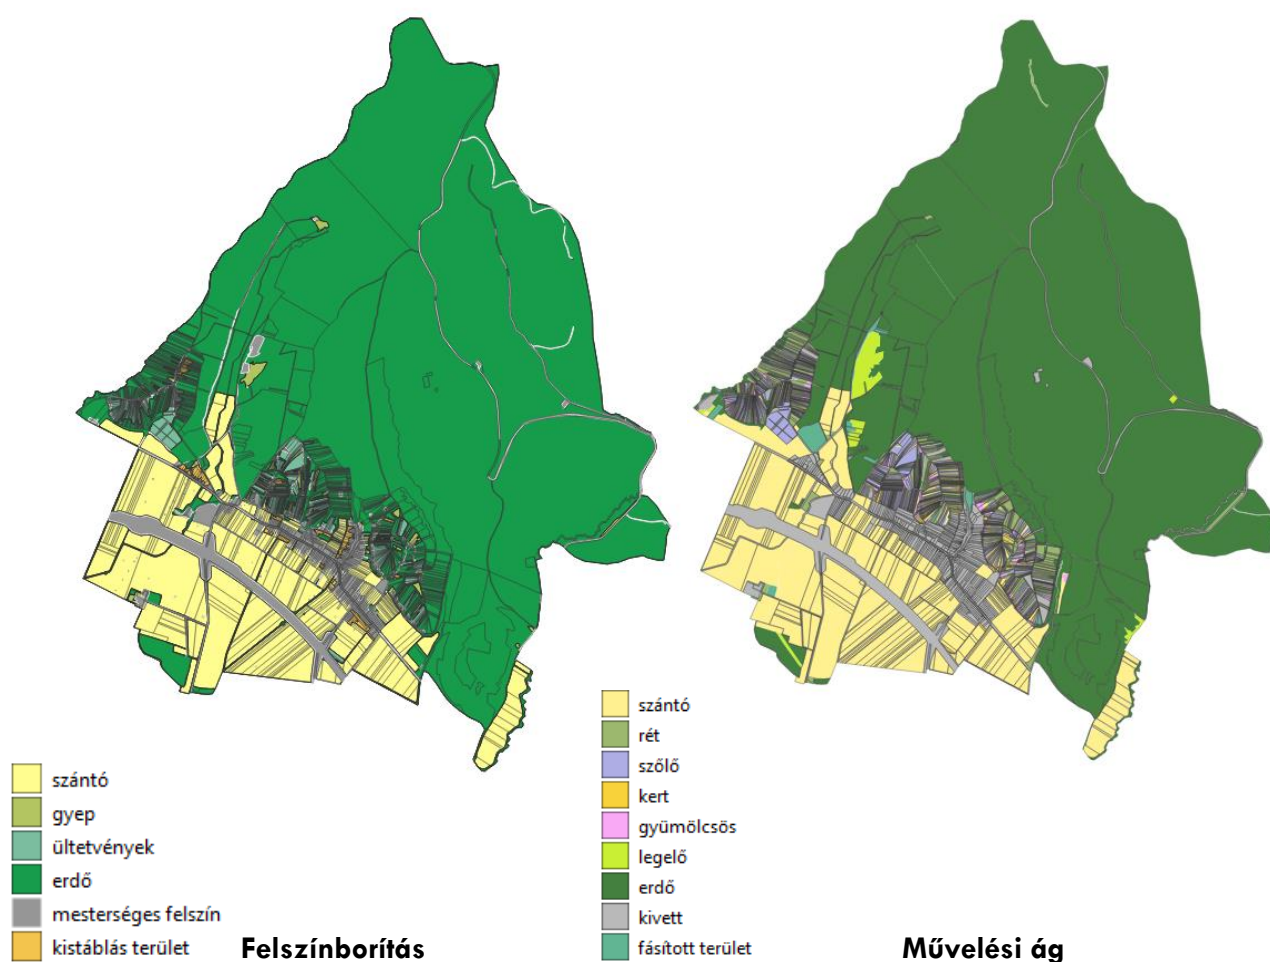 szántó
gyep
ültetvények
erdő
mesterséges felszín
kistáblás terület
Felszínborítás
szántó
rét
szőlő
kert
gyümölcsös
legelő
erdő
kivett
fásított terület
Művelési ág